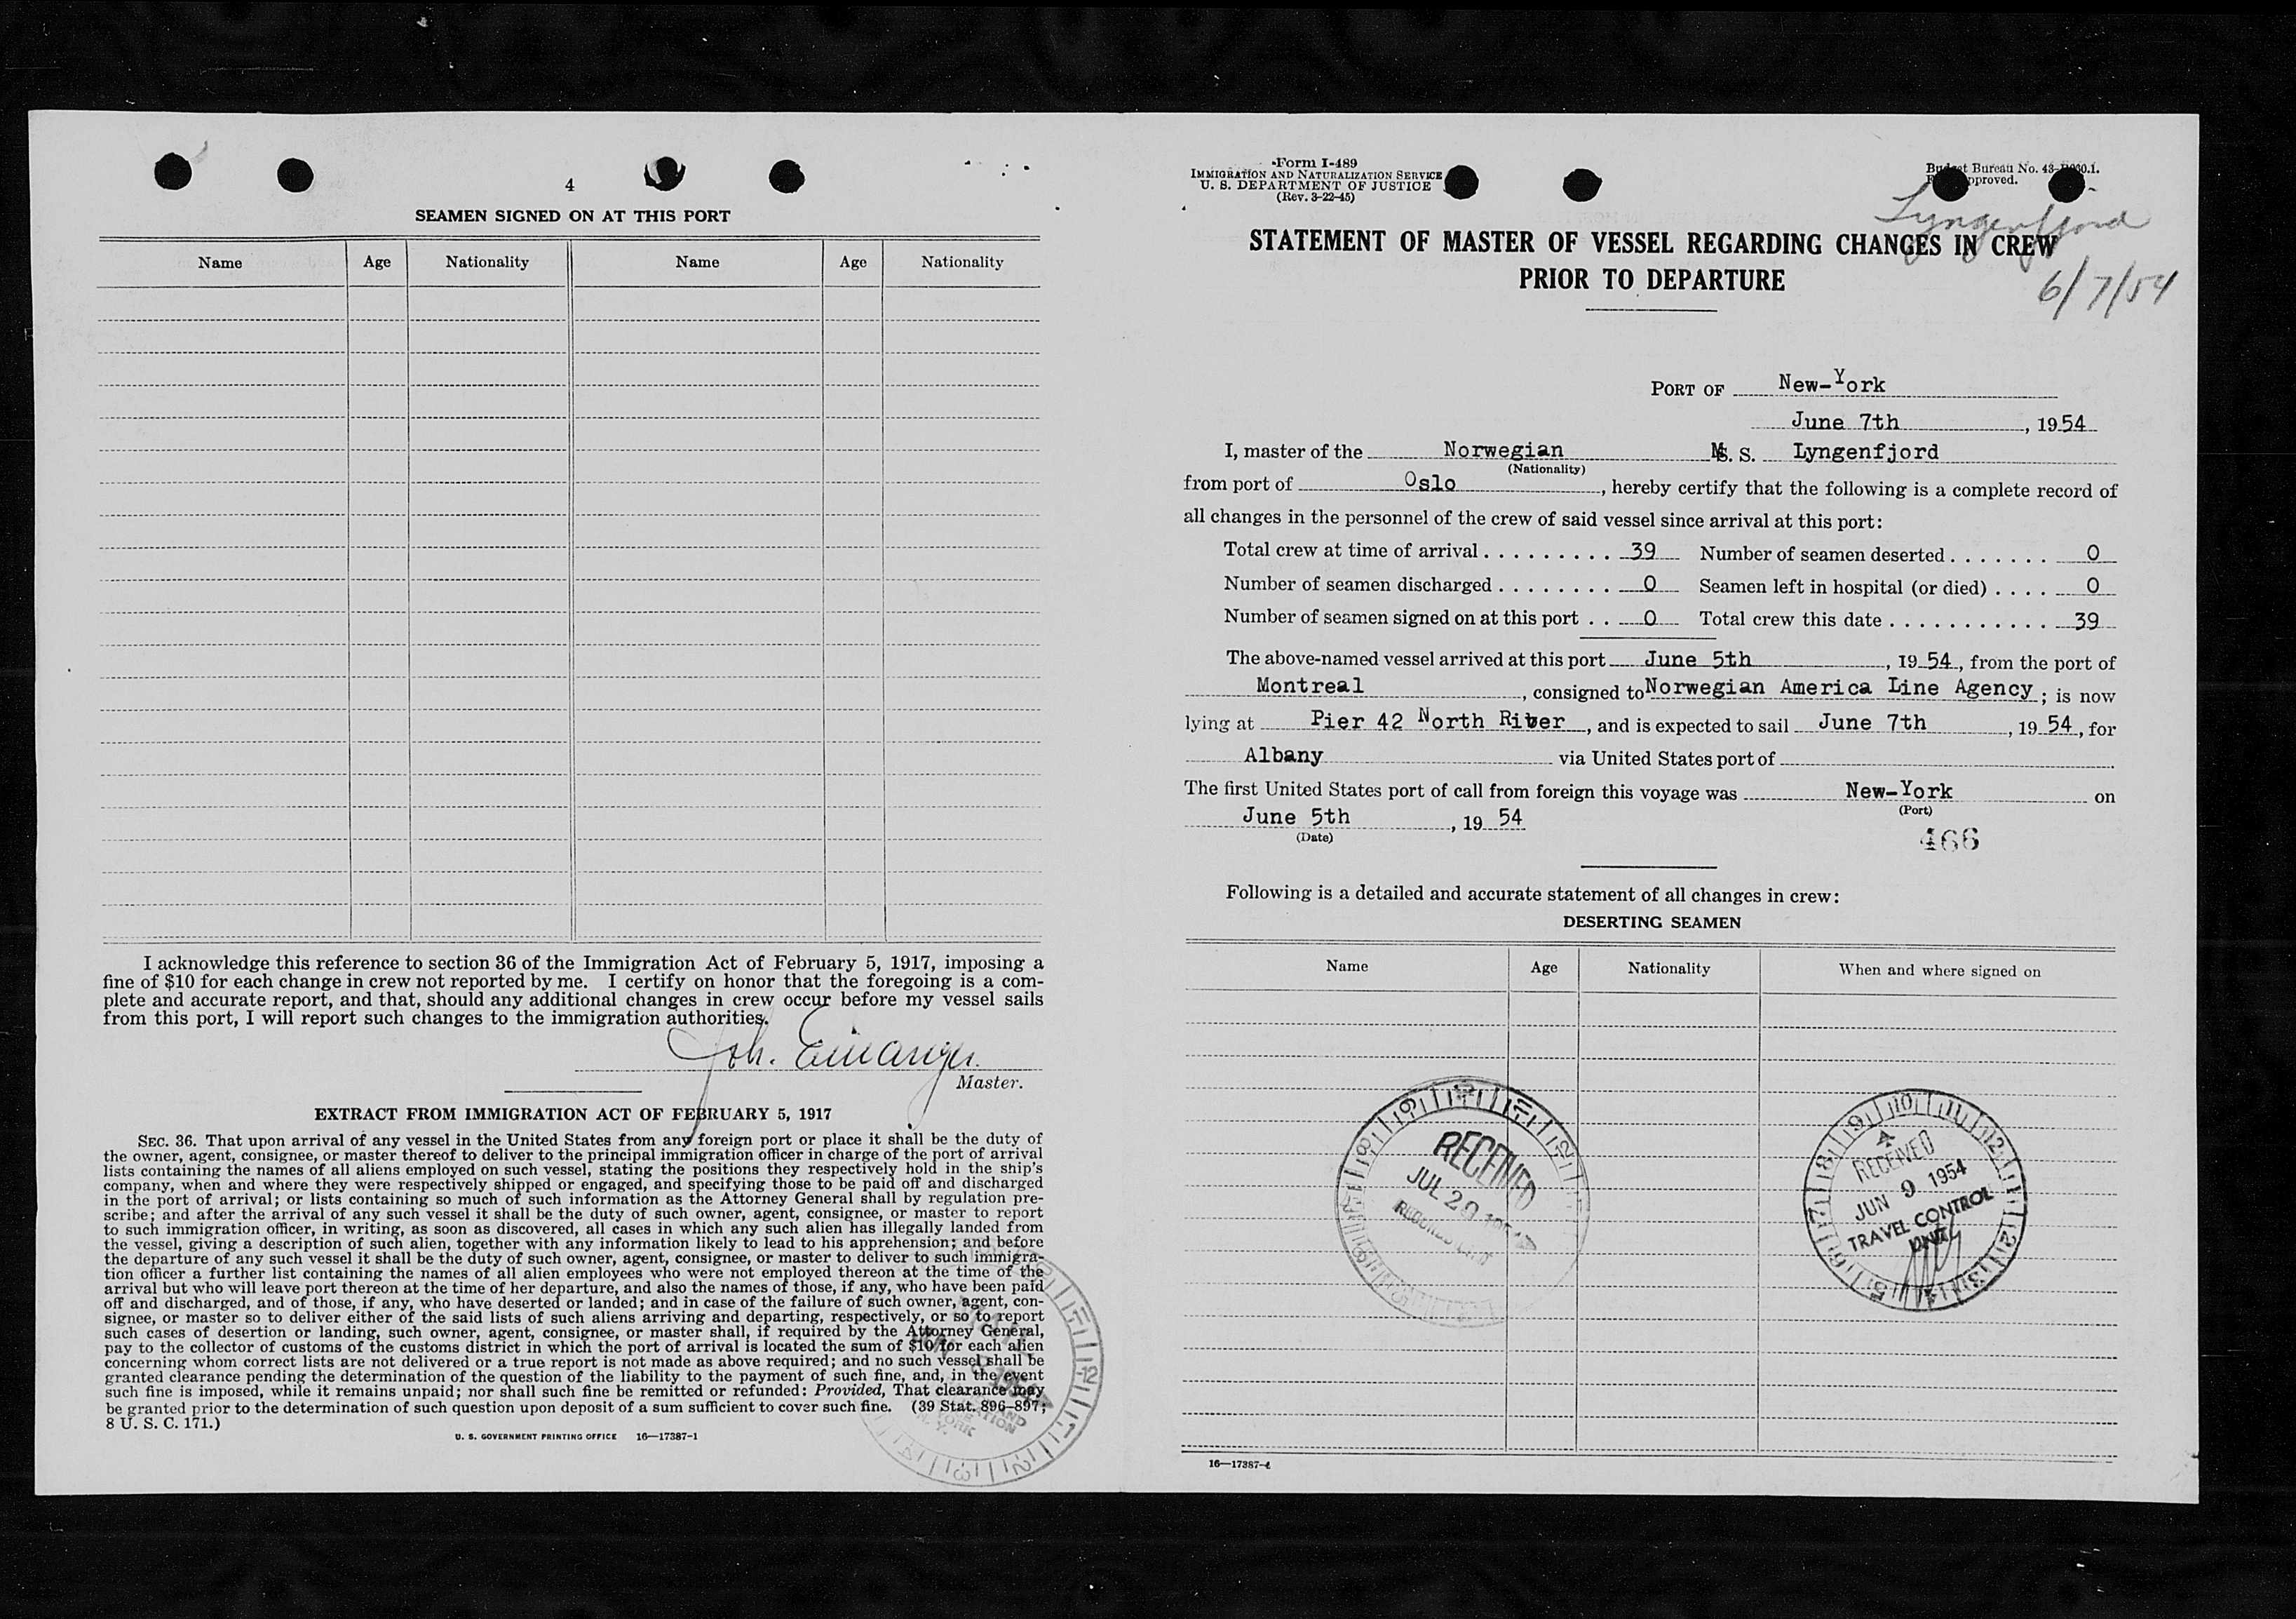 4
SEAMEN SIGNED ON AT THIS PORT
Name Age Nationality Name Age Nationality
I acknowledge this reference to section 36 of the Immigration Act of February 5, 1917, imposing a
fine of $10 for each change in crew not reported by me. I certify on honor that the foregoing is a com-
plete and accurate report, and that, should any additional changes in crew occur before my vessel sails
from this port, I will report such changes to the immigration authorities.
Joh.
Master.
EXTRACT FROM IMMIGRATION ACT OF FEBRUARY 5, 1917
SEC. 36. That upon arrival of any vessel in the United States from any foreign port or place it shall be the duty of
the owner, agent, consignee, or master thereof to deliver to the principal immigration officer in charge of the port of arrival
lists containing the names of all aliens employed on such vessel, stating the positions they respectively hold in the ship's
company, when and where they were respectively shipped or engaged, and specifying those to be paid off and discharged
in the port of arrival; or lists containing so much of such information as the Attorney General shall by regulation pre-
scribe; and after the arrival of any such vessel it shall be the duty of such owner, agent, consignee, or master to report
to such immigration officer, in writing, as soon as discovered, all cases in which any such alien has illegally landed from
the vessel, giving a description of such alien, together with any information likely to lead to his apprehension; and before
the departure of any such vessel it shall be the duty of such owner, agent, consignee, or master to deliver to such immigra-
tion officer a further list containing the names of all alien employees who were not employed thereon at the time of the
arrival but who will leave port thereon at the time of her departure, and also the names of those, if any, who have been paid
off and discharged, and of those, if any, who have deserted or landed; and in case of the failure of such owner, agent, con-
signee, or master so to deliver either of the said lists of such aliens arriving and departing, respectively, or so to report
such cases of desertion or landing, such owner, agent, consignee, or master shall, if required by the Attorney General,
pay to the collector of customs of the customs district in which the port of arrival is located the sum of $10 for each alien
concerning whom correct lists are not delivered or a true report is not made as above required; and no such vessel shall be
granted clearance pending the determination of the question of the liability to the payment of such fine, and, in the event
such fine is imposed, while it remains unpaid; nor shall such fine be remitted or refunded: Provided, That clearance may
be granted prior to the determination of such question upon deposit of a sum sufficient to cover such fine. (39 Stat. 896–897;
8 U. S. C. 171.)
U. S. GOVERNMENT PRINTING OFFICE 16—17387-1
Form I-489
IMMIGRATION AND NATURALIZATION SERVICE
U. S. DEPARTMENT OF JUSTICE
(Rev. 3-22-45)
Bureau No.
Lyngenfjord
6/7/54
STATEMENT OF MASTER OF VESSEL REGARDING CHANGES IN CREW
PRIOR TO DEPARTURE
PORT OF New-York
June 7th, 1954
I, master of the Norwegian M. S. Lyngenfjord
(Nationality)
from port of Oslo, hereby certify that the following is a complete record of
all changes in the personnel of the crew of said vessel since arrival at this port:
Total crew at time of arrival . . . . . . . . . 39 Number of seamen deserted . . . . . . . 0
Number of seamen discharged . . . . . . . . 0 Seamen left in hospital (or died) . . . . 0
Number of seamen signed on at this port . . 0 Total crew this date . . . . . . . . . . . 39
The above-named vessel arrived at this port June 5th, 1954, from the port of
Montreal, consigned to Norwegian America Line Agency; is now
lying at Pier 42 North River, and is expected to sail June 7th, 1954, for
Albany via United States port of
The first United States port of call from foreign this voyage was New-York on
(Port)
June 5th, 19 54
(Date)
466
Following is a detailed and accurate statement of all changes in crew:
DESERTING SEAMEN
Name Age Nationality When and where signed on
RECEIVED
JUL 20
RECEIVED
JUN 9 1954
TRAVEL CONTROL
UNIT
16—17387-1